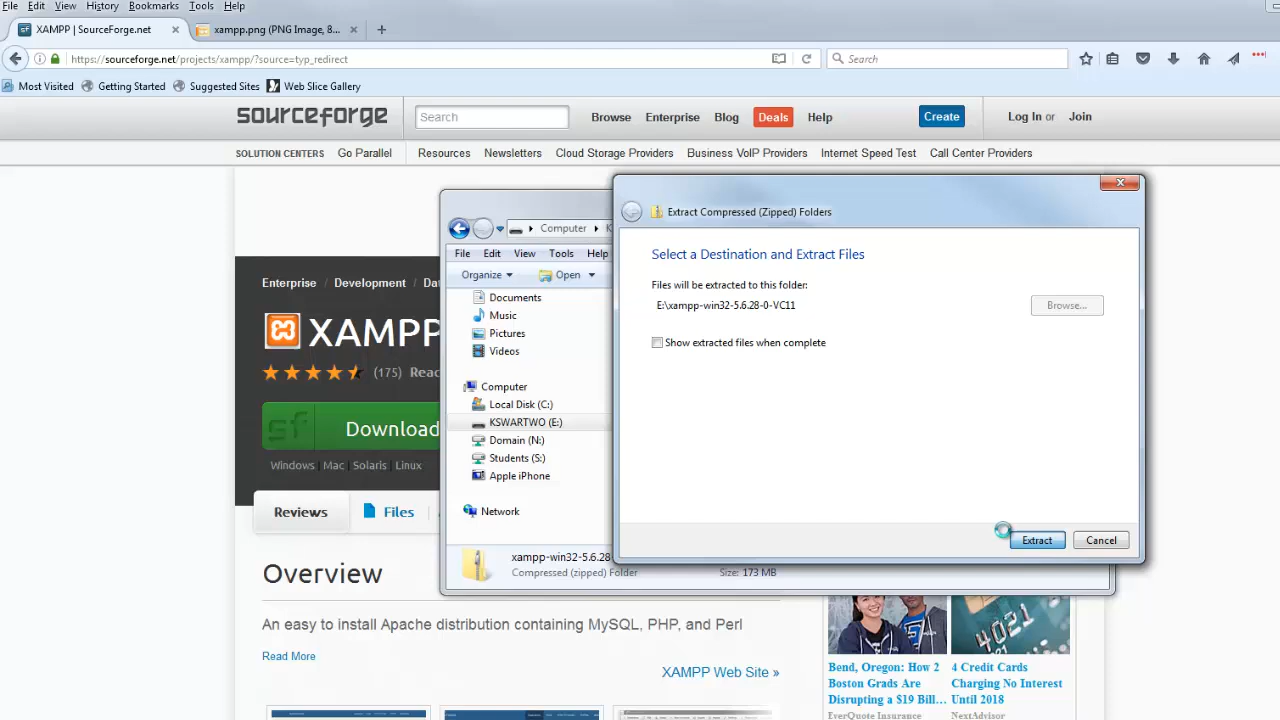 File Edit View History Bookmarks Tools Help
XAMPP | SourceForge.net
xampp.png (PNG Image, 8...
https://sourceforge.net/projects/xampp/?source=typ_redirect
Search
Most Visited Getting Started Suggested Sites Web Slice Gallery
sourceforge
Search
Browse Enterprise Blog Deals Help
Create
Log In or Join
SOLUTION CENTERS Go Parallel Resources Newsletters Cloud Storage Providers Business VoIP Providers Internet Speed Test Call Center Providers
Enterprise / Development /
XAMPP
(175)
Download
Windows Mac Solaris Linux
Reviews
Files
Overview
An easy to install Apache distribution containing MySQL, PHP, and Perl
Read More
XAMPP Web Site »
Computer
File Edit View Tools Help
Organize Open
Documents
Music
Pictures
Videos
Computer
Local Disk (C:)
KSWARTWO (E:)
Domain (N:)
Students (S:)
Apple iPhone
Network
xampp-win32-5.6.28
Compressed (zipped) Folder
Size: 173 MB
Extract Compressed (Zipped) Folders
Select a Destination and Extract Files
Files will be extracted to this folder:
E:\xampp-win32-5.6.28-0-VC11
Browse...
Show extracted files when complete
Extract Cancel
Bend, Oregon: How 2
Boston Grads Are
Disrupting a $19 Bill...
EverQuote Insurance
4 Credit Cards
Charging No Interest
Until 2018
NextAdvisor